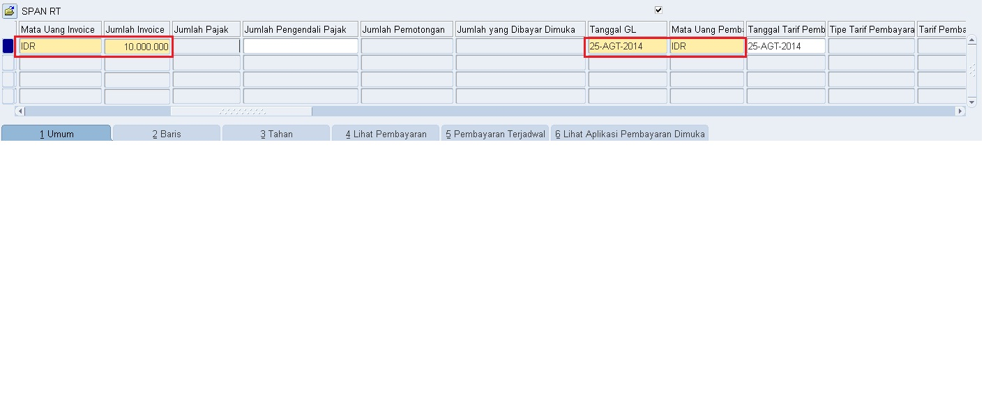 SPAN RT
Mata Uang Invoice Jumlah Invoice Jumlah Pajak Jumlah Pengendali Pajak Jumlah Pemotongan Jumlah yang Dibayar Dimuka Tanggal GL Mata Uang Pemba Tanggal Tarif Pemb Tipe Tarif Pembayara Tarif Pemba
IDR 10.000.000 25-AGT-2014 IDR 25-AGT-2014
1 Umum 2 Baris 3 Tahan 4 Lihat Pembayaran 5 Pembayaran Terjadwal 6 Lihat Aplikasi Pembayaran Dimuka